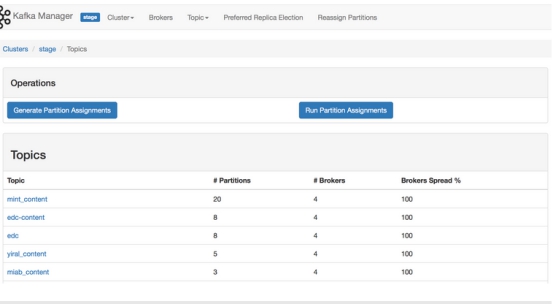 Kafka Manager stage Cluster Brokers Topic Preferred Replica Election Reassign Partitions
Clusters / stage / Topics
Operations
Generate Partition Assignments Run Partition Assignments
Topics
Topic # Partitions # Brokers Brokers Spread %
mint_content 20 4 100
edc-content 8 4 100
edc 8 4 100
yiral_content 5 4 100
miab_content 3 4 100